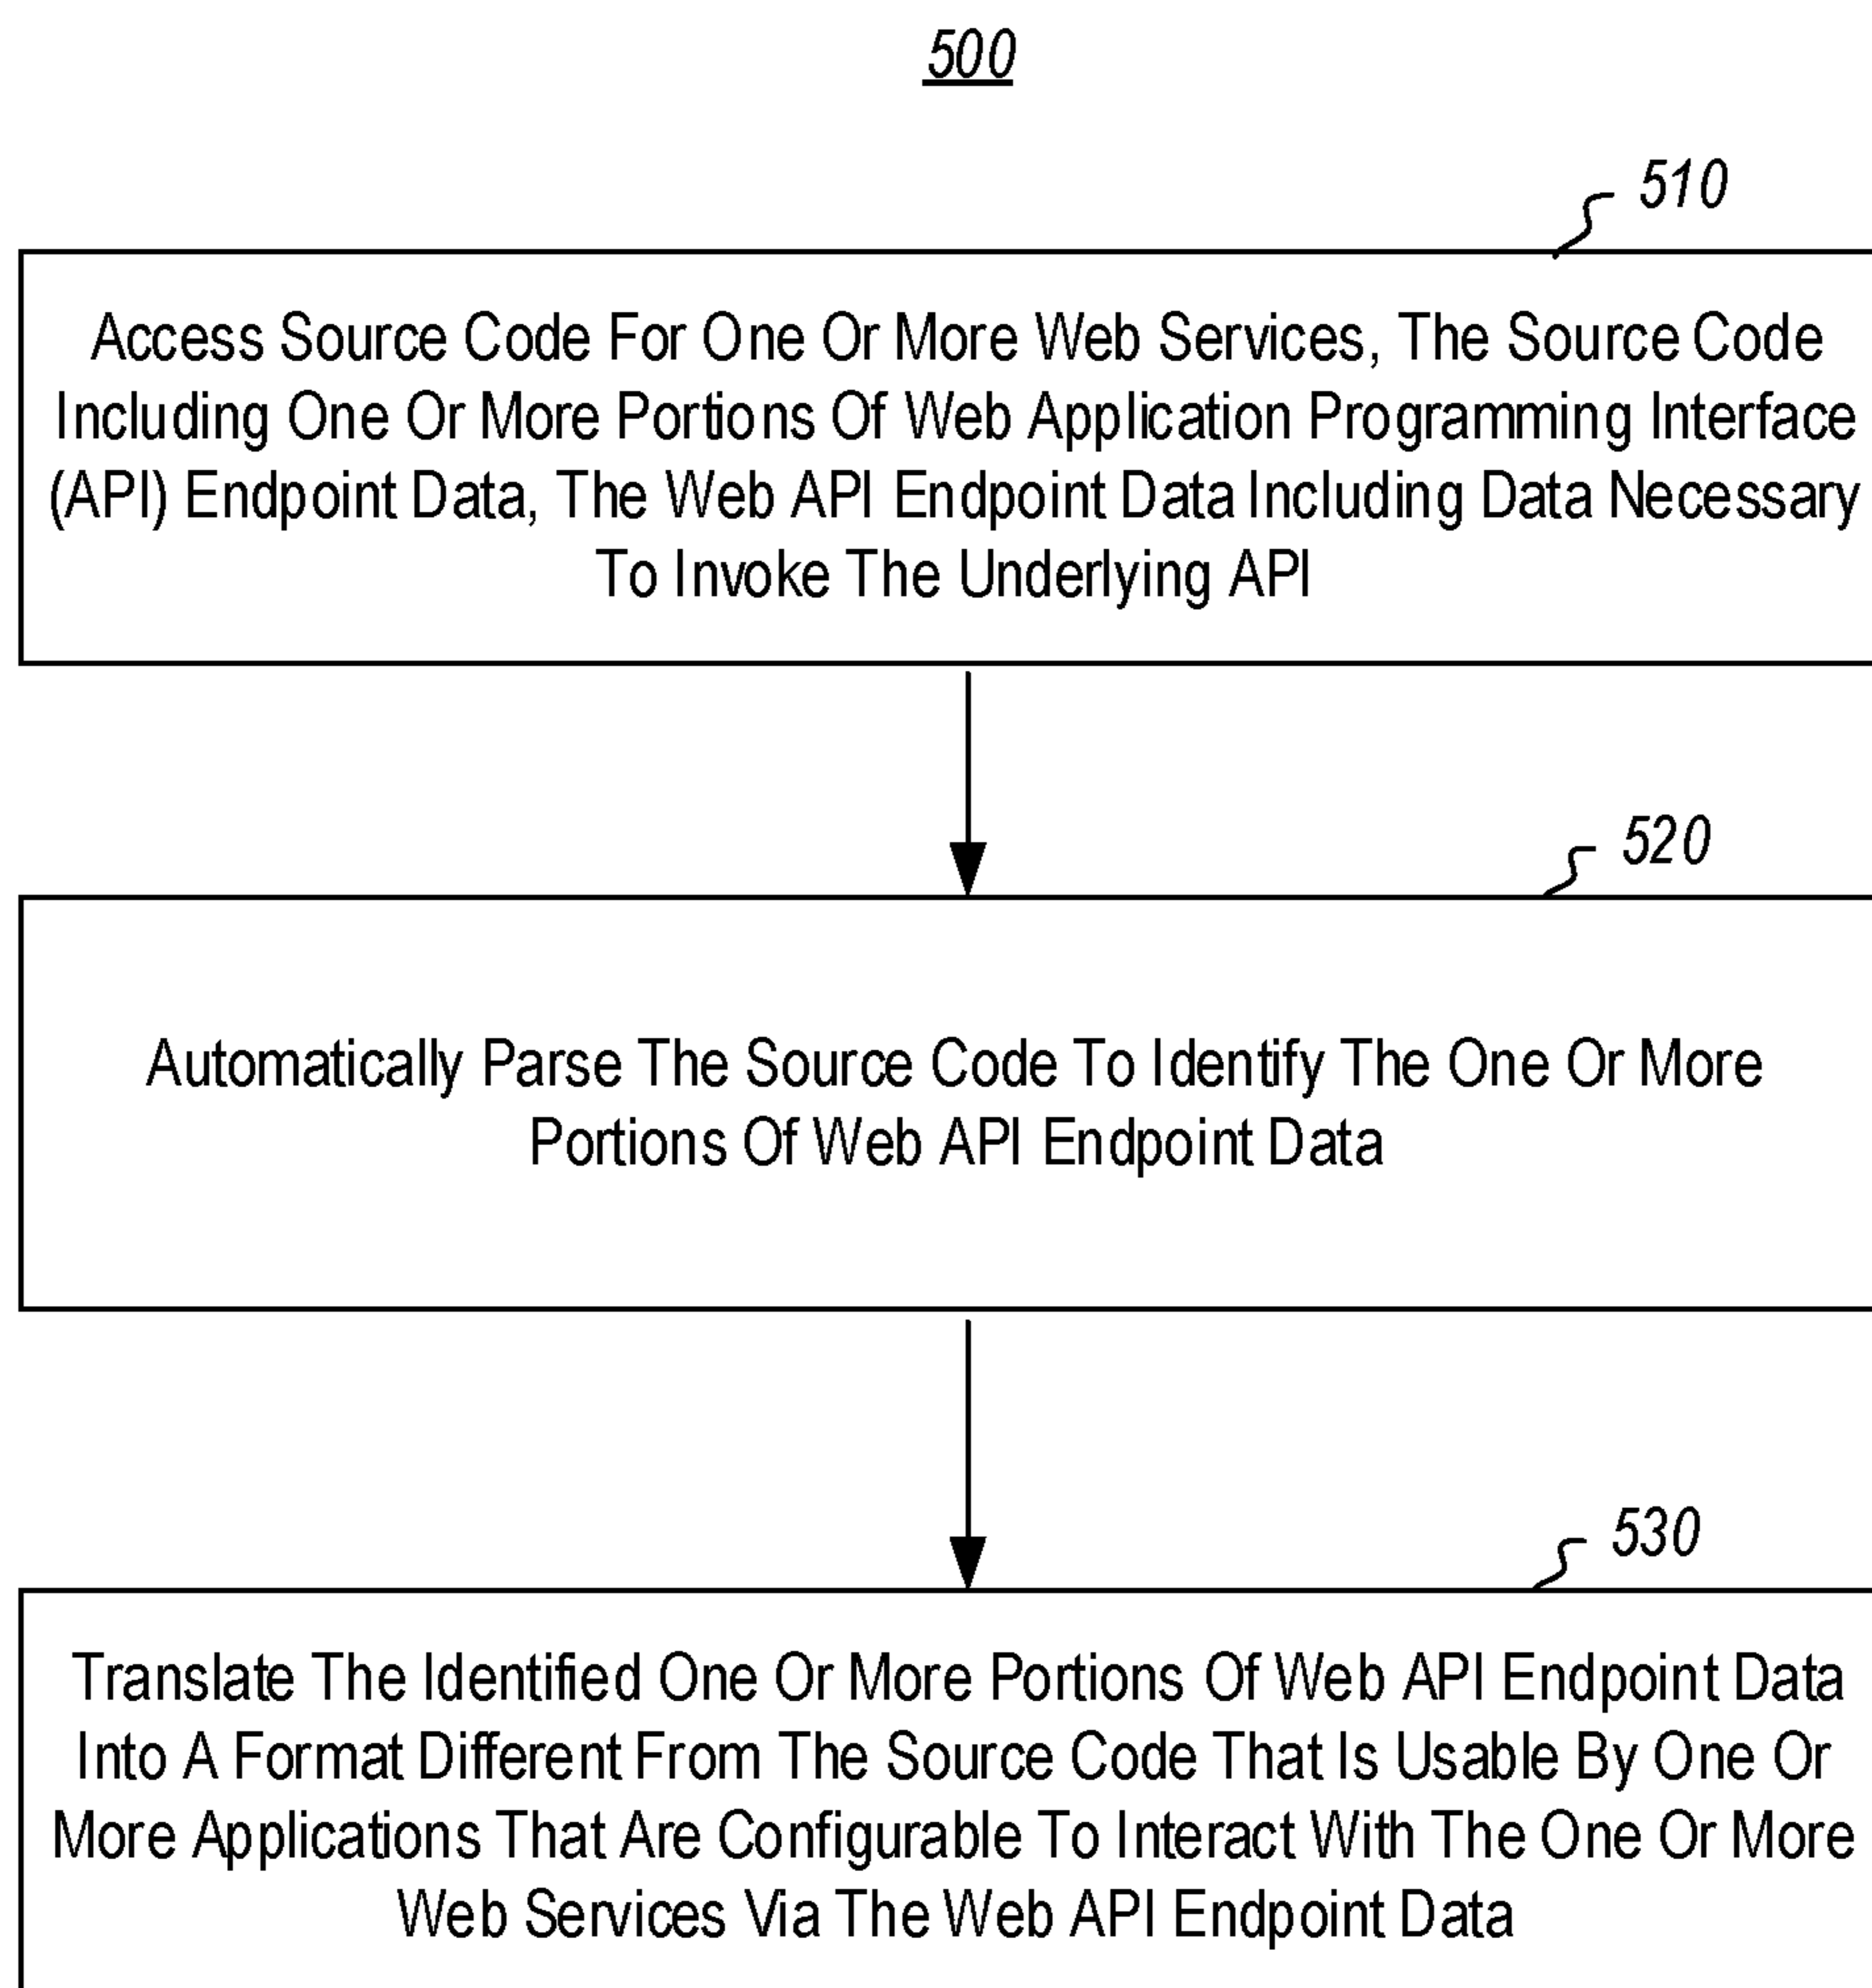 500
510
Access Source Code For One Or More Web Services, The Source Code
Including One Or More Portions Of Web Application Programming Interface
(API) Endpoint Data, The Web API Endpoint Data Including Data Necessary
To Invoke The Underlying API
520
Automatically Parse The Source Code To Identify The One Or More
Portions Of Web API Endpoint Data
530
Translate The Identified One Or More Portions Of Web API Endpoint Data
Into A Format Different From The Source Code That Is Usable By One Or
More Applications That Are Configurable To Interact With The One Or More
Web Services Via The Web API Endpoint Data